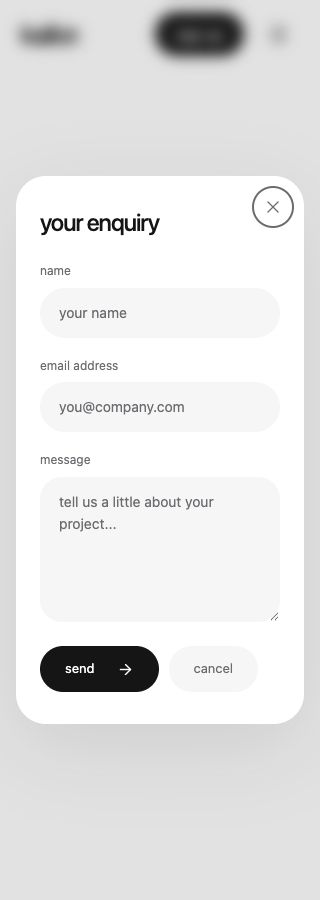 your enquiry
name
your name
email address
you@company.com
message
tell us a little about your
project...
send
cancel